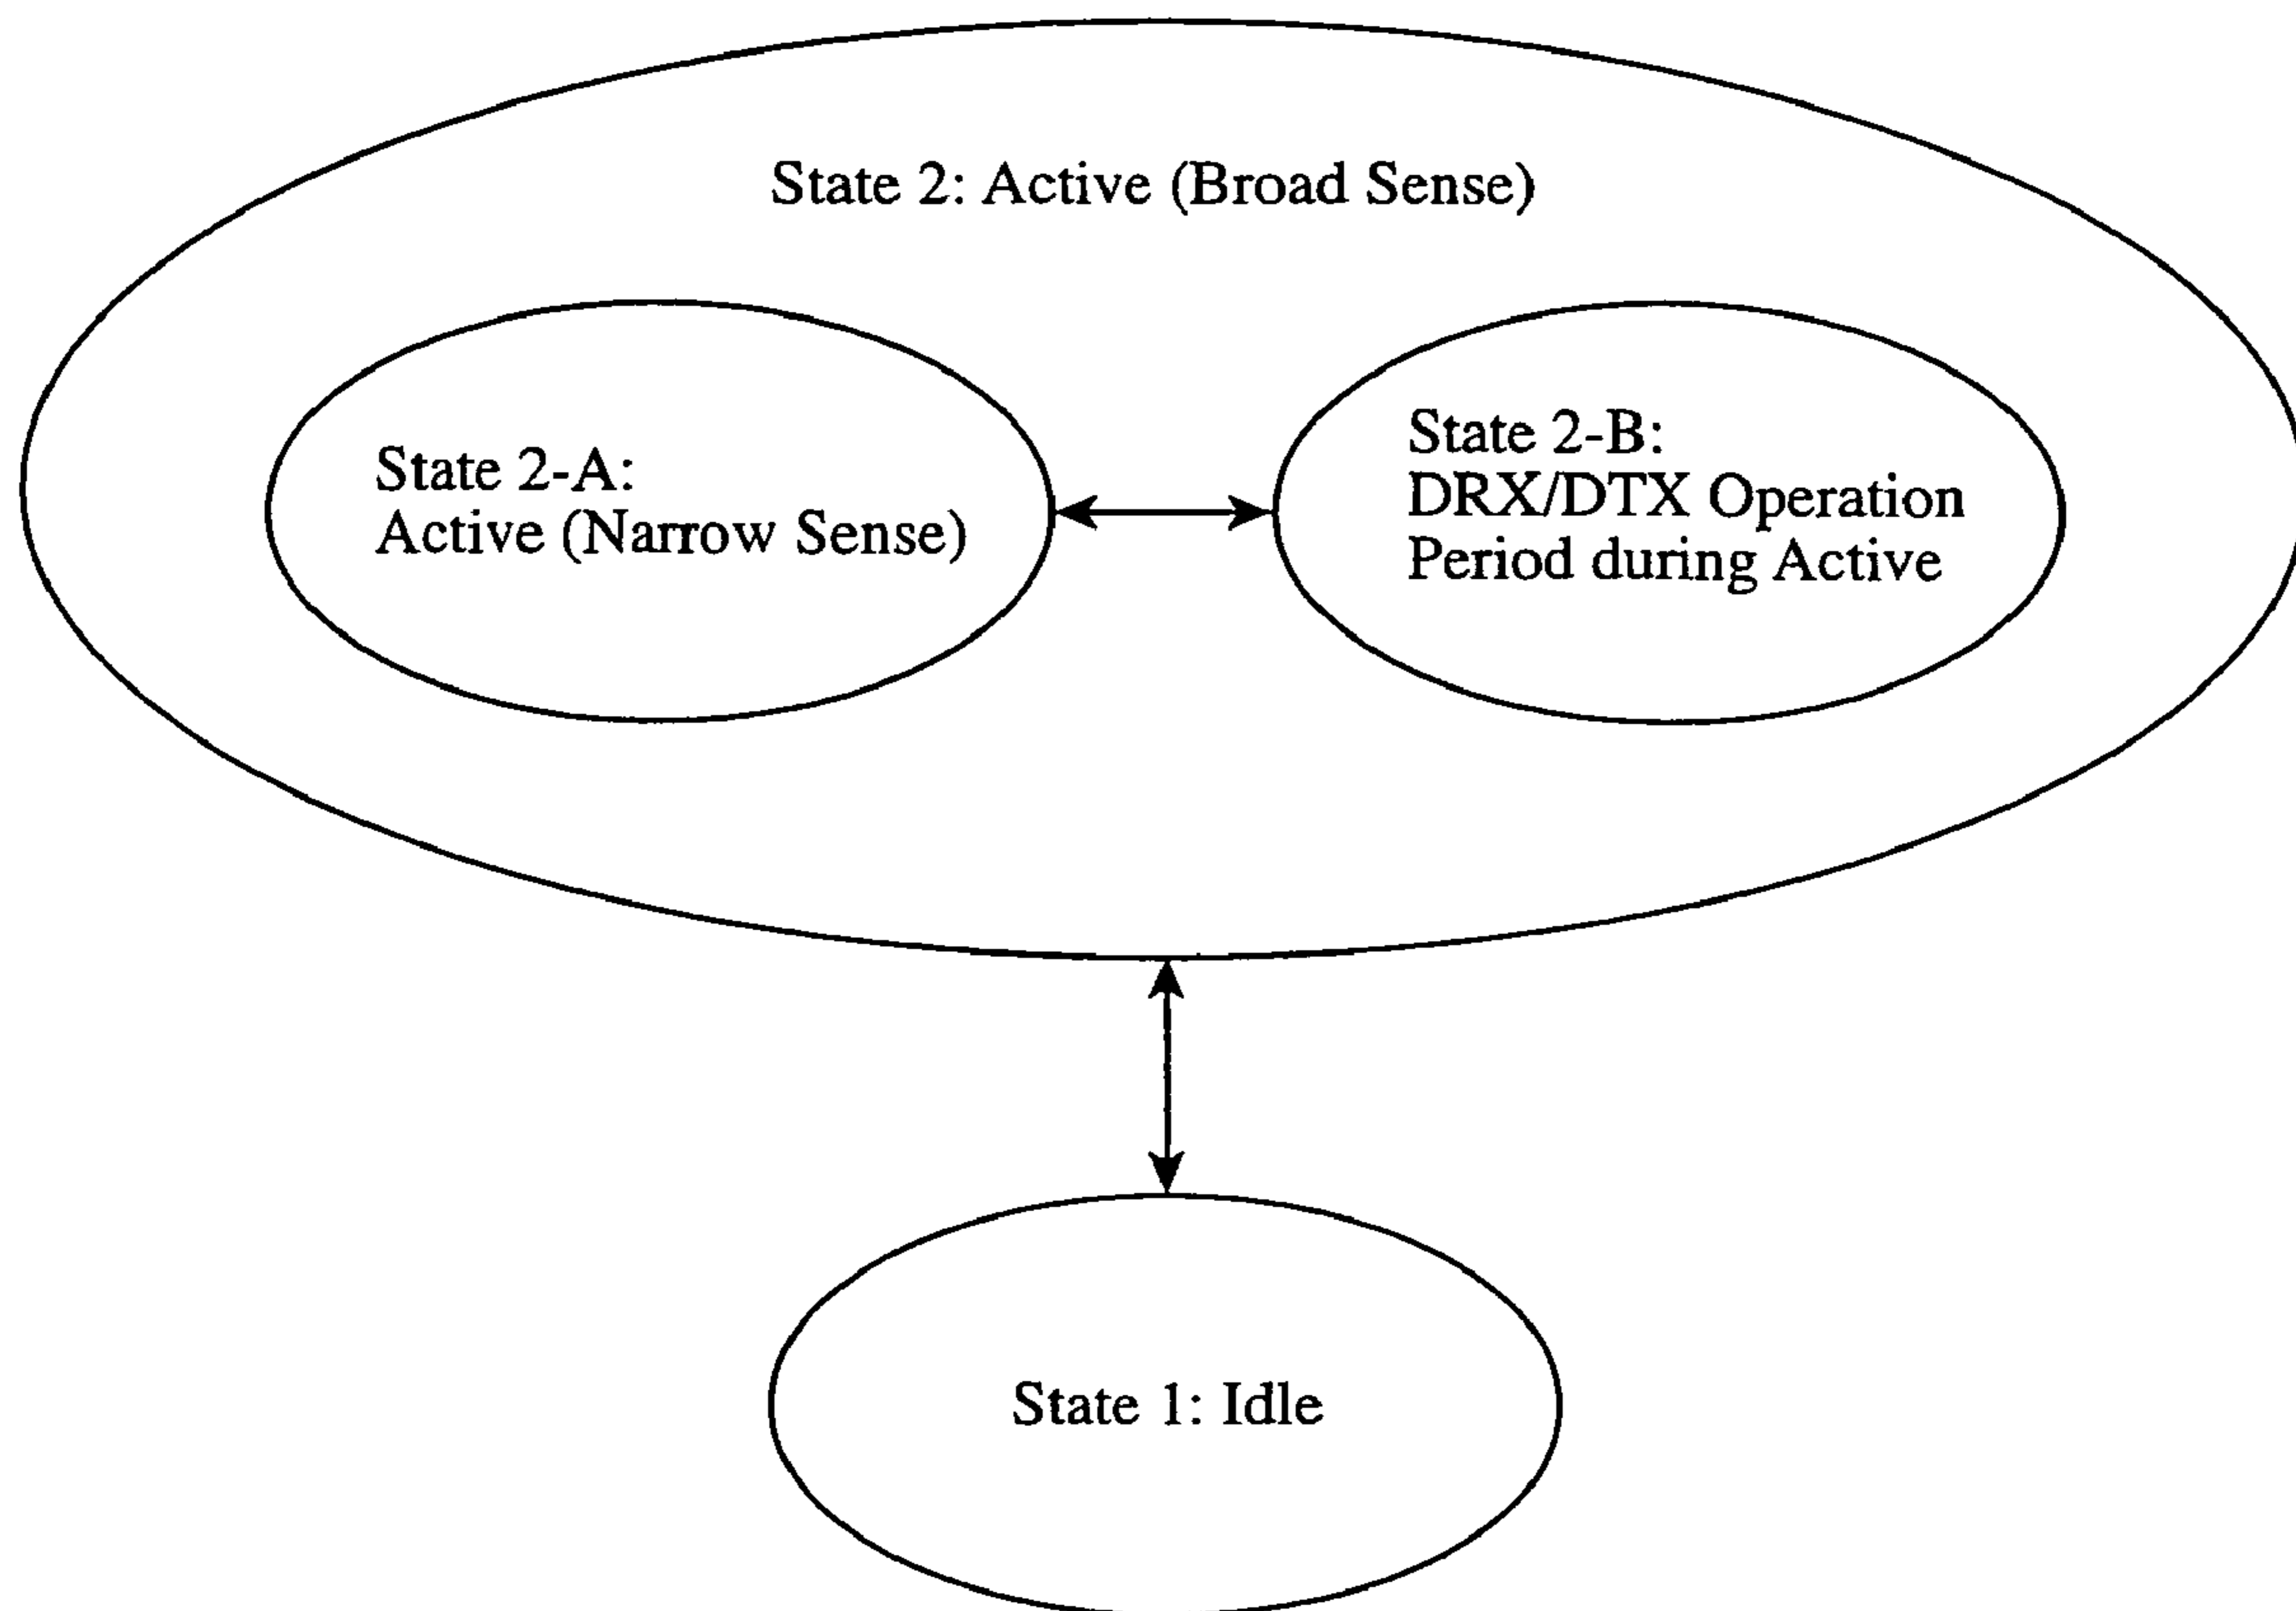 State 2: Active (Broad Sense)
State 2-A:
Active (Narrow Sense)
State 2-B:
DRX/DTX Operation
Period during Active
State 1: Idle